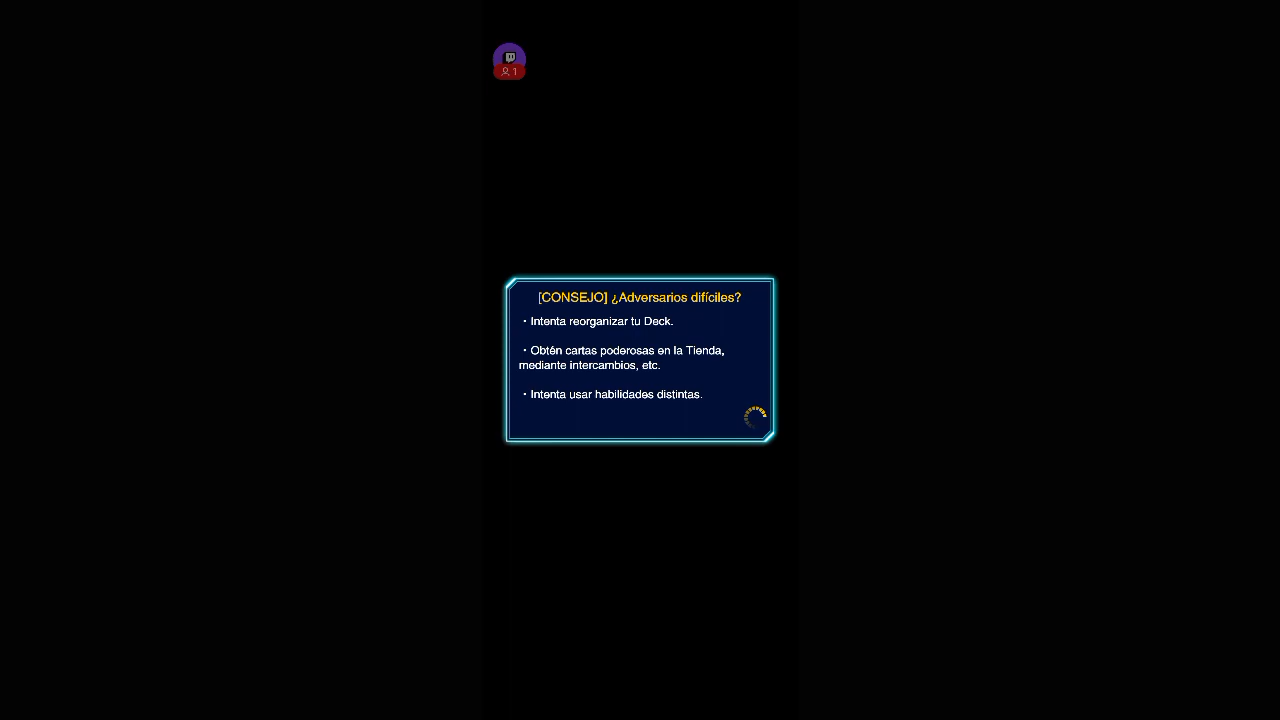 1
[CONSEJO] ¿Adversarios difíciles?
・Intenta reorganizar tu Deck.
・Obtén cartas poderosas en la Tienda,
mediante intercambios, etc.
・Intenta usar habilidades distintas.